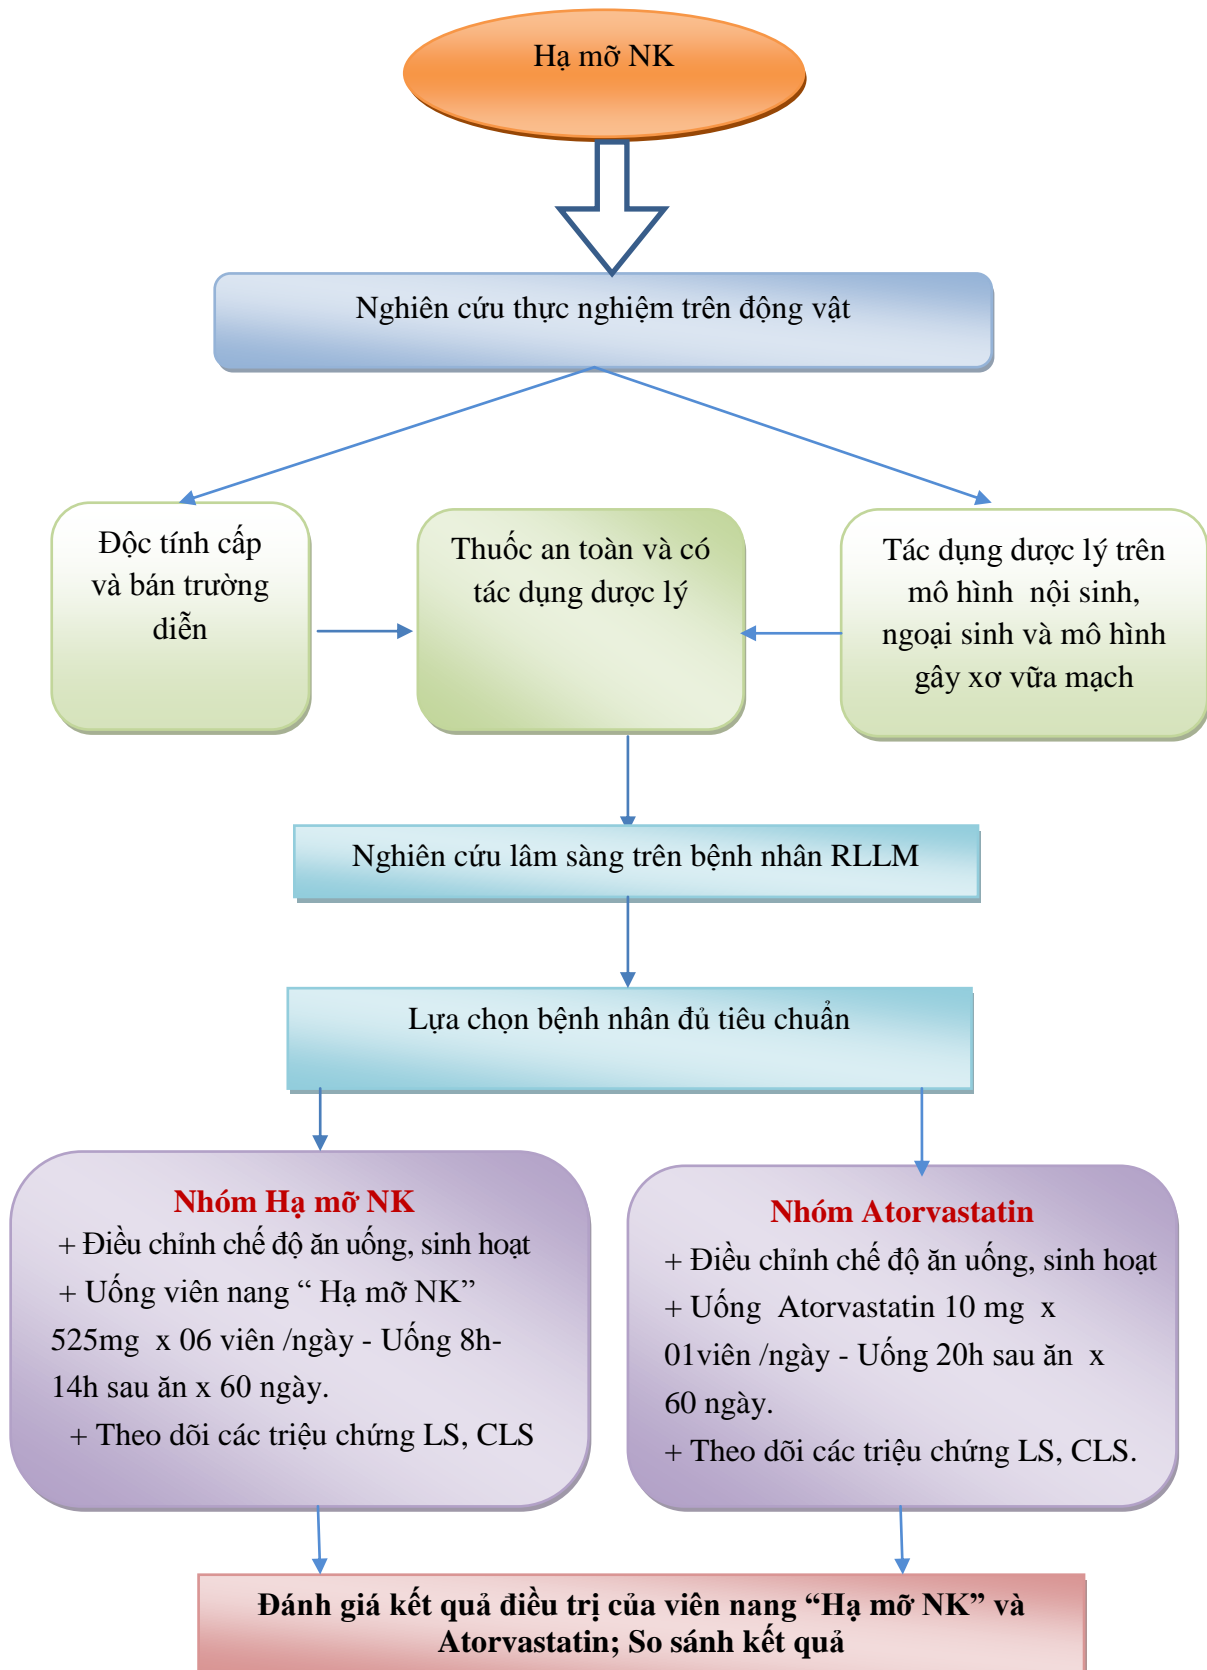 Hạ mỡ NK
Nghiên cứu thực nghiệm trên động vật
Độc tính cấp
và bán trường
diễn
Thuốc an toàn và có
tác dụng dược lý
Tác dụng dược lý trên
mô hình nội sinh,
ngoại sinh và mô hình
gây xơ vữa mạch
Nghiên cứu lâm sàng trên bệnh nhân RLLM
Lựa chọn bệnh nhân đủ tiêu chuẩn
Nhóm Hạ mỡ NK
+ Điều chỉnh chế độ ăn uống, sinh hoạt
+ Uống viên nang “ Hạ mỡ NK”
525mg x 06 viên /ngày - Uống 8h-
14h sau ăn x 60 ngày.
+ Theo dõi các triệu chứng LS, CLS
Nhóm Atorvastatin
+ Điều chỉnh chế độ ăn uống, sinh hoạt
+ Uống Atorvastatin 10 mg x
01viên /ngày - Uống 20h sau ăn x
60 ngày.
+ Theo dõi các triệu chứng LS, CLS.
Đánh giá kết quả điều trị của viên nang “Hạ mỡ NK” và
Atorvastatin; So sánh kết quả